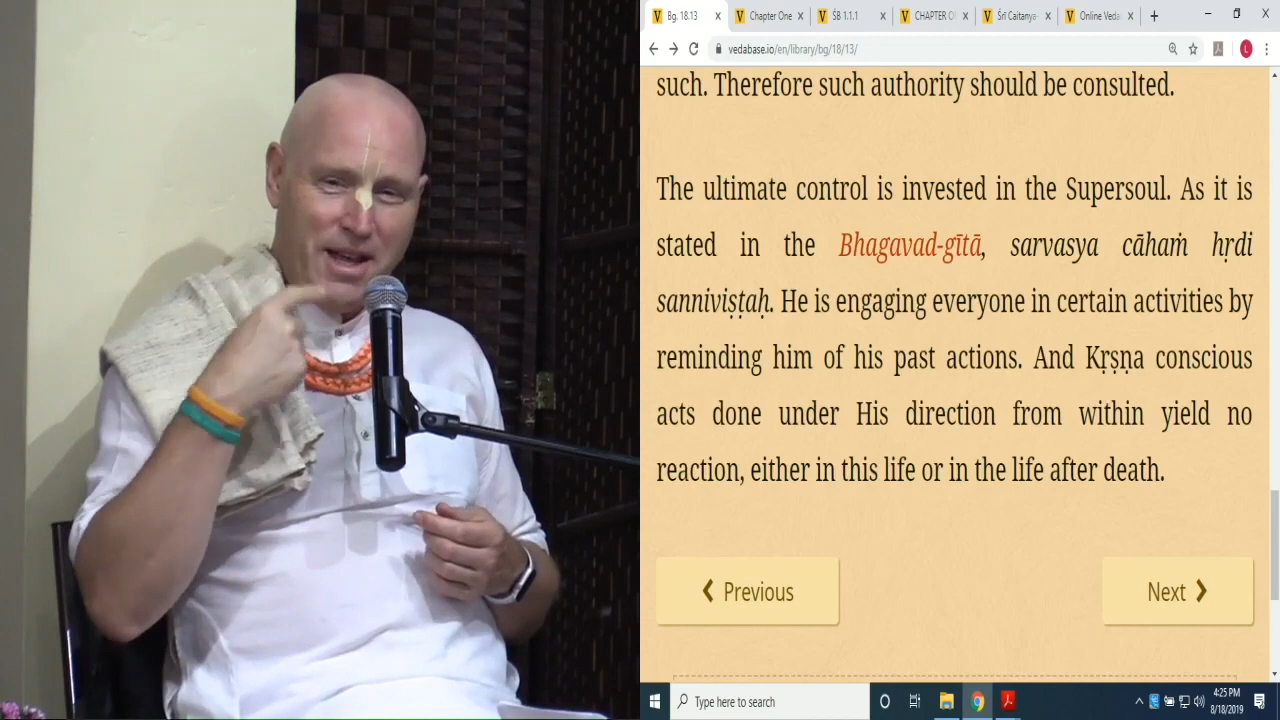 Bg. 18.13
Chapter One
ŚB 1.1.1
CHAPTER O
Śrī Caitanya-
Online Veda
vedabase.io/en/library/bg/18/13/
such. Therefore such authority should be consulted.
The ultimate control is invested in the Supersoul. As it is
stated in the Bhagavad-gītā, sarvasya cāhaṁ hṛdi
sanniviṣṭaḥ. He is engaging everyone in certain activities by
reminding him of his past actions. And Kṛṣṇa conscious
acts done under His direction from within yield no
reaction, either in this life or in the life after death.
Previous
Next
Type here to search
4:25 PM
8/18/2019